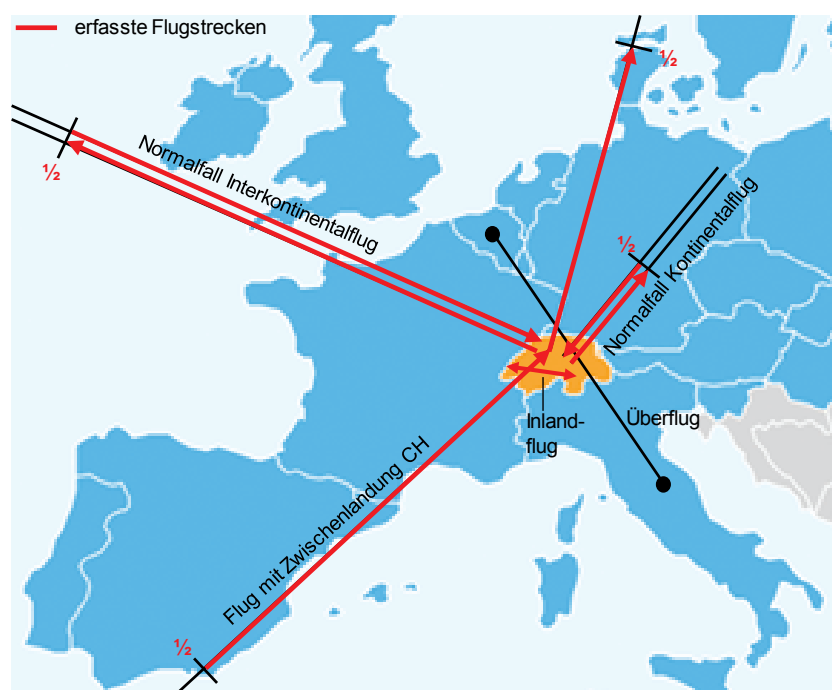 erfasste Flugstrecken
½
½
Normalfall Interkontinentalflug
½
Normalfall Kontinentalflug
Inland-
flug
Überflug
Flug mit Zwischenlandung CH
½